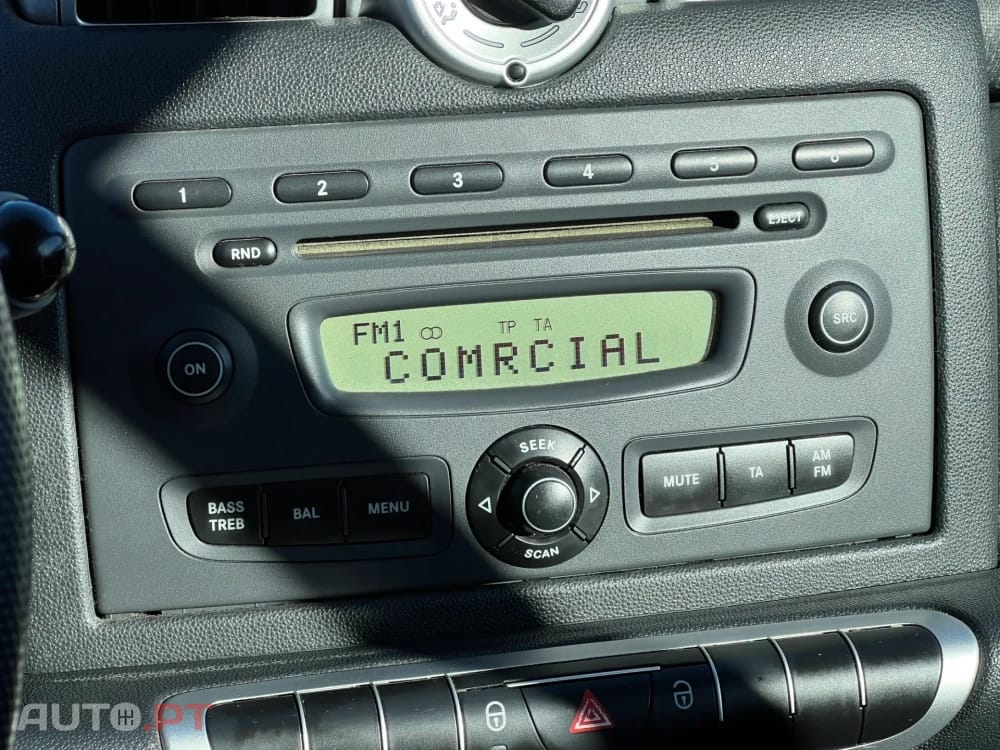 1 2 3 4 5 6
RND
EJECT
FM1 TP TA
COMRCIAL
ON
SRC
BASS
TREB
BAL
MENU
SEEK
SCAN
MUTE
TA
AM
FM
AUTO.PT